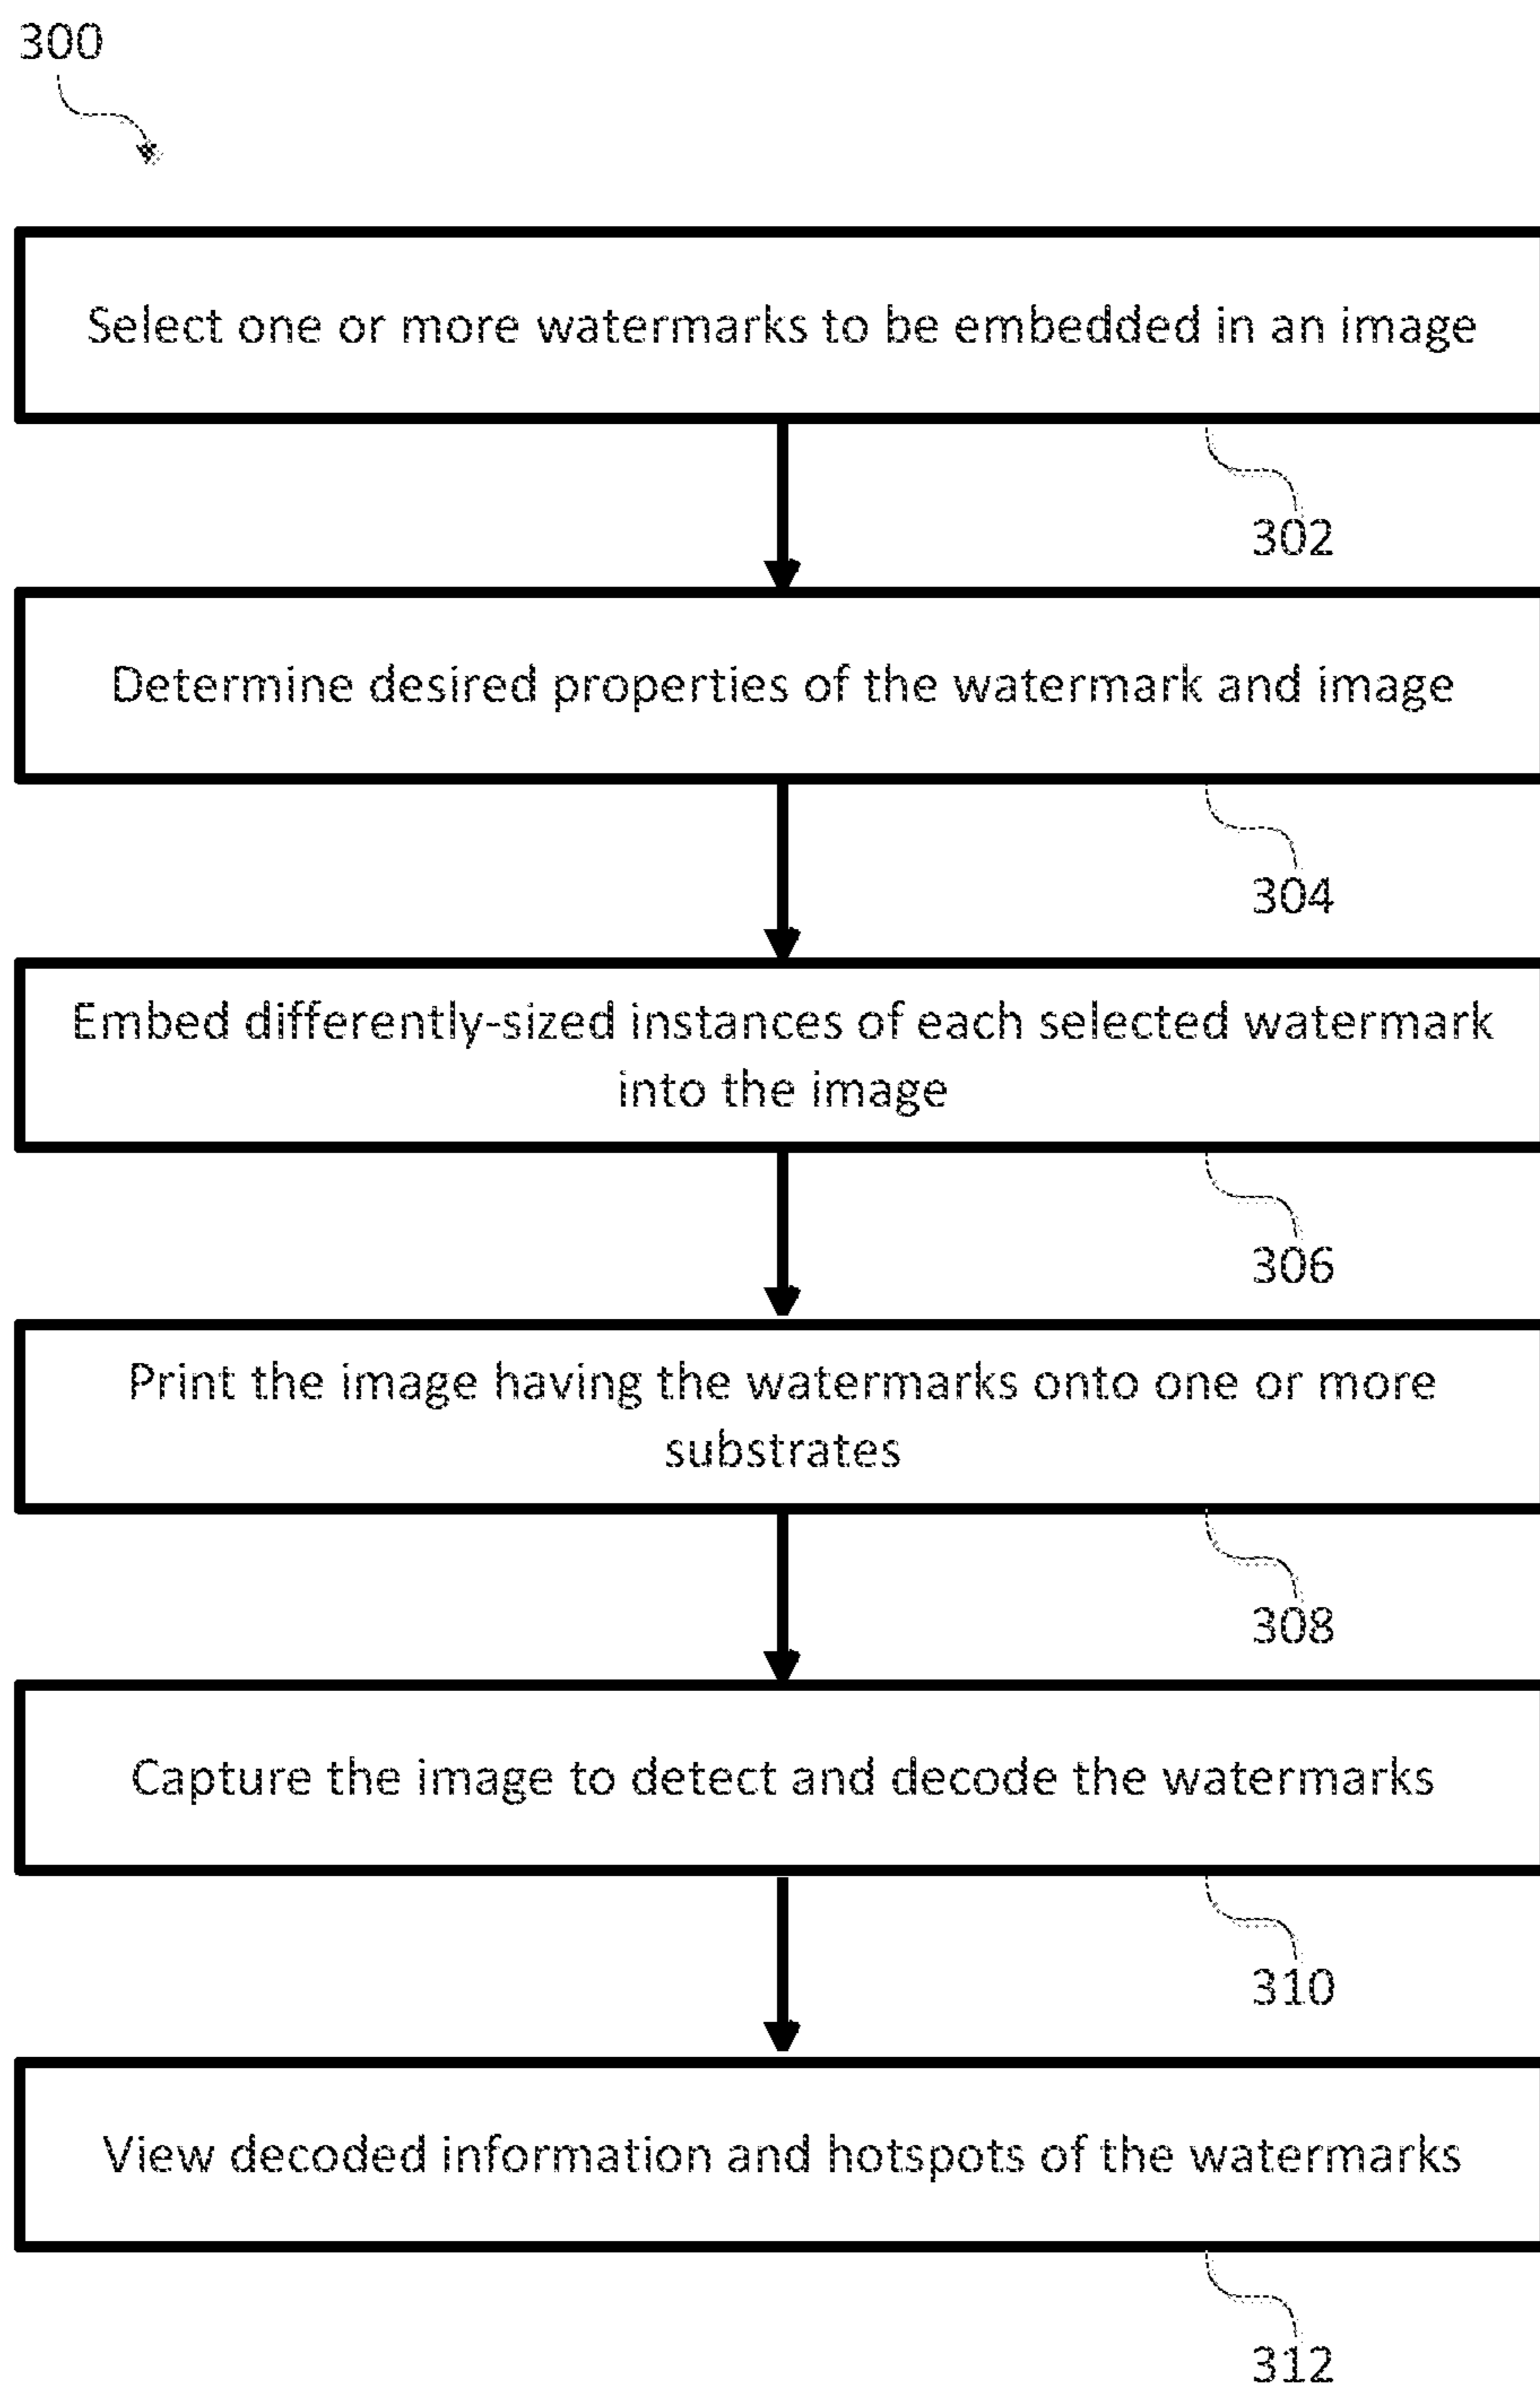 300
Select one or more watermarks to be embedded in an image
302
Determine desired properties of the watermark and image
304
Embed differently-sized instances of each selected watermark
into the image
306
Print the image having the watermarks onto one or more
substrates
308
Capture the image to detect and decode the watermarks
310
View decoded information and hotspots of the watermarks
312